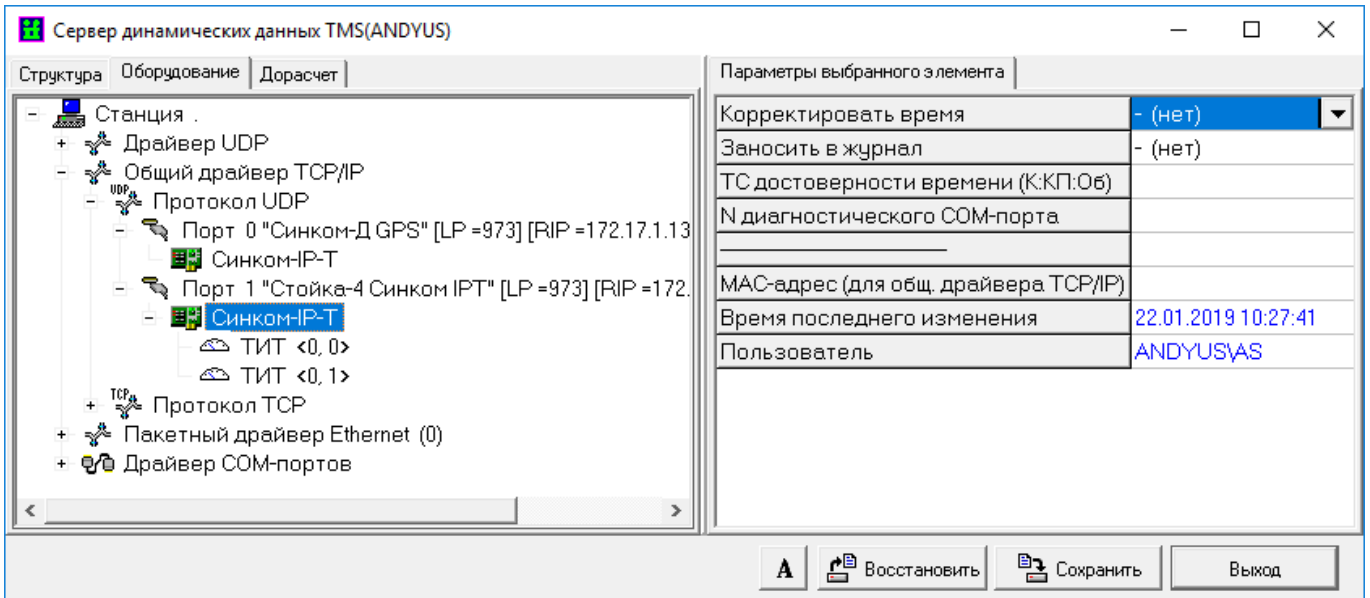 Сервер динамических данных TMS(ANDYUS)
Структура Оборудование Дорасчет
Станция .
Драйвер UDP
Общий драйвер TCP/IP
UDP Протокол UDP
Порт 0 "Синком-Д GPS" [LP =973] [RIP =172.17.1.13
Синком-IP-T
Порт 1 "Стойка-4 Синком IPT" [LP =973] [RIP =172.
Синком-IP-T
ТИТ <0, 0>
ТИТ <0, 1>
TCP Протокол TCP
Пакетный драйвер Ethernet (0)
Драйвер COM-портов
Параметры выбранного элемента
Корректировать время - (нет)
Заносить в журнал - (нет)
ТС достоверности времени (К:КП:Об)
N диагностического COM-порта
МАС-адрес (для общ. драйвера TCP/IP)
Время последнего изменения 22.01.2019 10:27:41
Пользователь ANDYUS\AS
A Восстановить Сохранить Выход